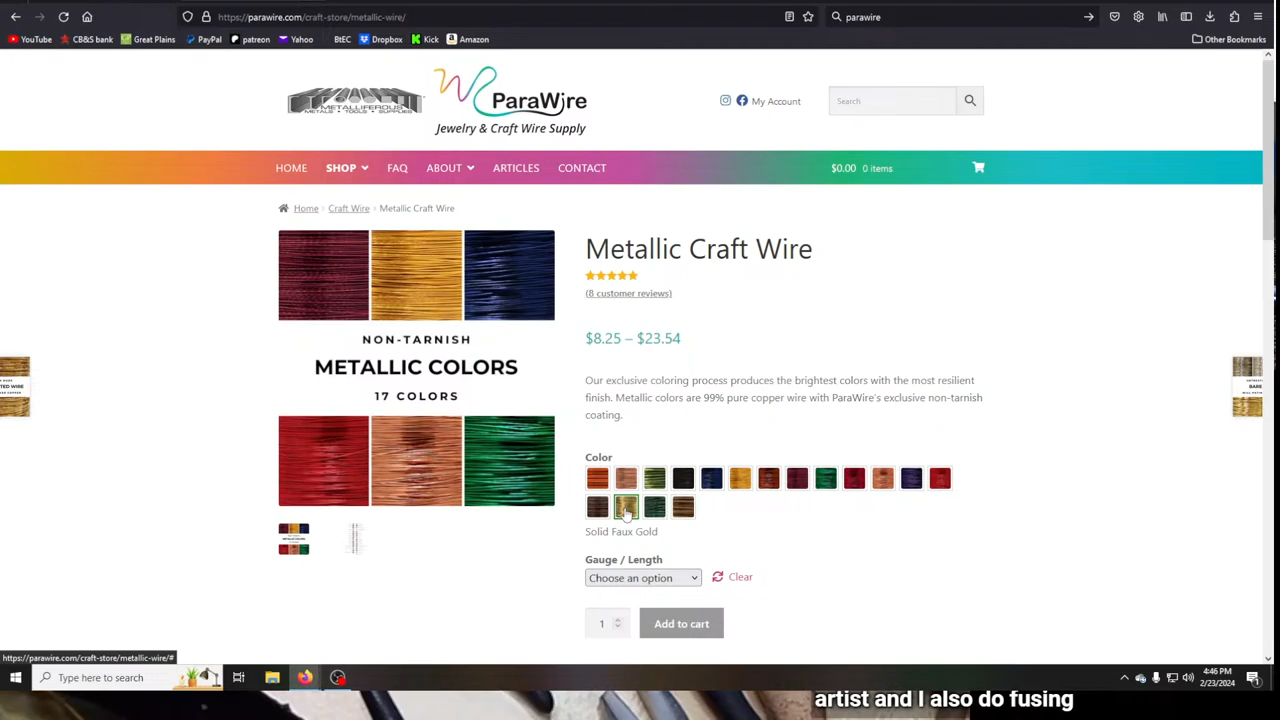 https://parawire.com/craft-store/metallic-wire/
parawire
YouTube CB&S bank Great Plains PayPal patreon Yahoo BtEC Dropbox Kick Amazon Other Bookmarks
METALLIFEROUS
METALS • TOOLS • SUPPLIES
ParaWire
Jewelry & Craft Wire Supply
My Account
Search
HOME SHOP FAQ ABOUT ARTICLES CONTACT $0.00 0 items
Home Craft Wire Metallic Craft Wire
NON-TARNISH
METALLIC COLORS
17 COLORS
Metallic Craft Wire
(8 customer reviews)
$8.25 – $23.54
Our exclusive coloring process produces the brightest colors with the most resilient
finish. Metallic colors are 99% pure copper wire with ParaWire's exclusive non-tarnish
coating.
Color
Solid Faux Gold
Gauge / Length
Choose an option Clear
1 Add to cart
https://parawire.com/craft-store/metallic-wire/#
Type here to search
4:46 PM
2/23/2024
artist and I also do fusing